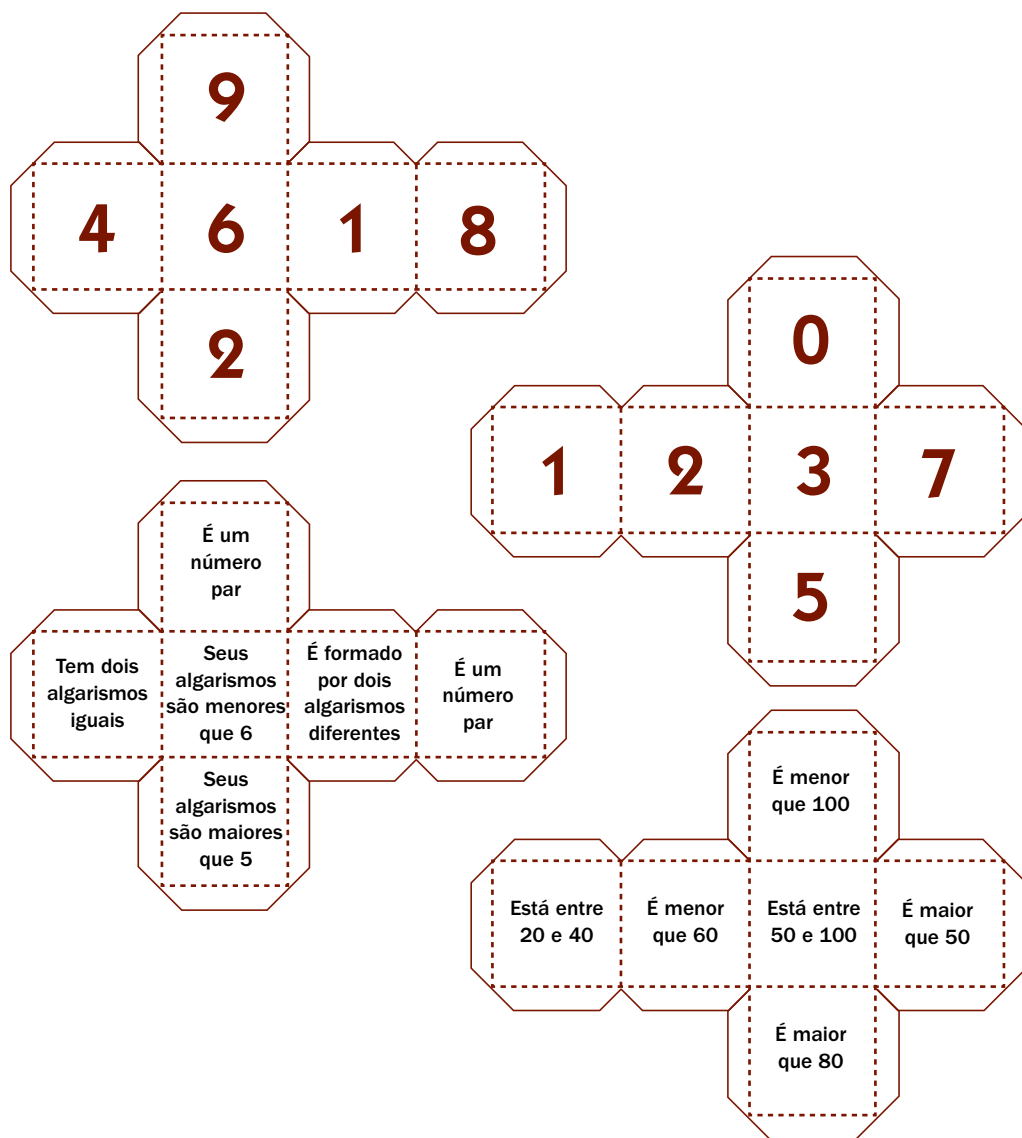 9
4 6 1 8
2
0
1 2 3 7
5
É um
número
par
Tem dois
algarismos
iguais
Seus
algarismos
são menores
que 6
É formado
por dois
algarismos
diferentes
É um
número
par
Seus
algarismos
são maiores
que 5
É menor
que 100
Está entre
20 e 40
É menor
que 60
Está entre
50 e 100
É maior
que 50
É maior
que 80